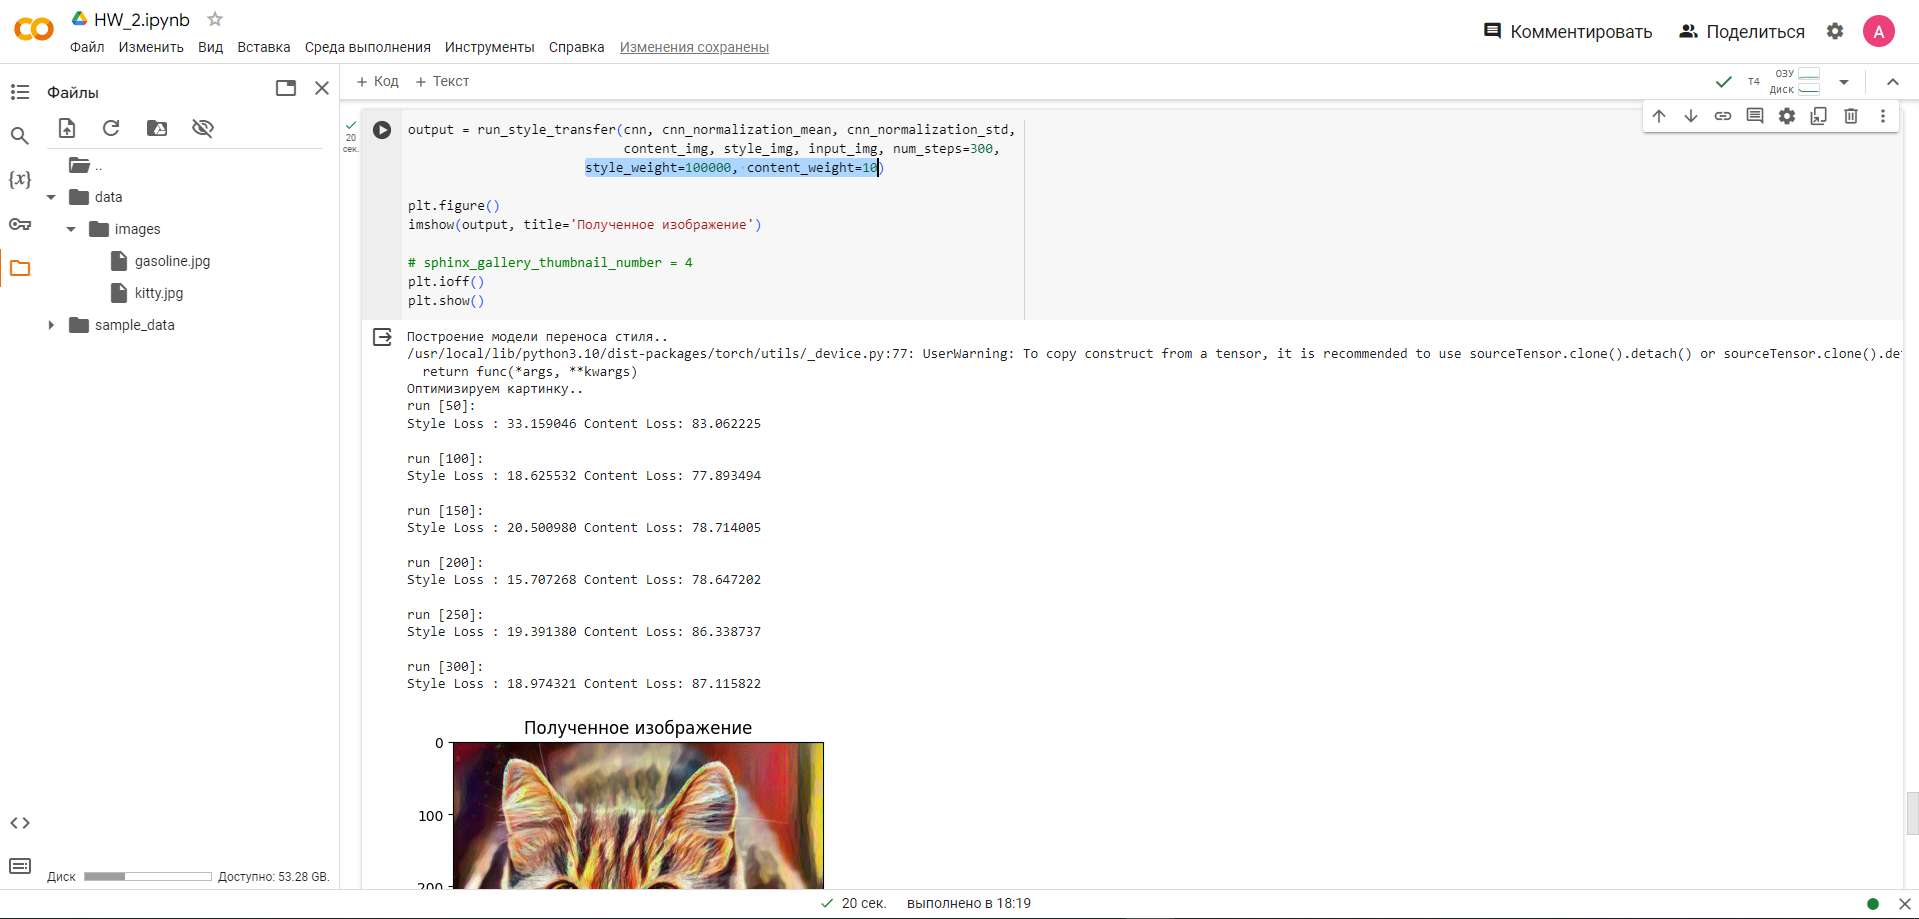 HW_2.ipynb
Файл Изменить Вид Вставка Среда выполнения Инструменты Справка Изменения сохранены
Комментировать
Поделиться
A
Файлы
..
data
images
gasoline.jpg
kitty.jpg
sample_data
{x}
Диск Доступно: 53.28 GB.
+ Код + Текст
T4
ОЗУ
Диск
20
сек.
output = run_style_transfer(cnn, cnn_normalization_mean, cnn_normalization_std,
content_img, style_img, input_img, num_steps=300,
style_weight=100000, content_weight=10)
plt.figure()
imshow(output, title='Полученное изображение')
# sphinx_gallery_thumbnail_number = 4
plt.ioff()
plt.show()
Построение модели переноса стиля..
/usr/local/lib/python3.10/dist-packages/torch/utils/_device.py:77: UserWarning: To copy construct from a tensor, it is recommended to use sourceTensor.clone().detach() or sourceTensor.clone().de
return func(*args, **kwargs)
Оптимизируем картинку..
run [50]:
Style Loss : 33.159046 Content Loss: 83.062225
run [100]:
Style Loss : 18.625532 Content Loss: 77.893494
run [150]:
Style Loss : 20.500980 Content Loss: 78.714005
run [200]:
Style Loss : 15.707268 Content Loss: 78.647202
run [250]:
Style Loss : 19.391380 Content Loss: 86.338737
run [300]:
Style Loss : 18.974321 Content Loss: 87.115822
Полученное изображение
0
100
200
20 сек. выполнено в 18:19